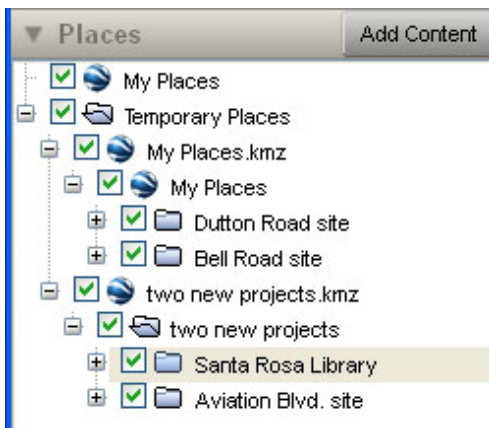 Places Add Content
My Places
Temporary Places
My Places.kmz
My Places
Dutton Road site
Bell Road site
two new projects.kmz
two new projects
Santa Rosa Library
Aviation Blvd. site